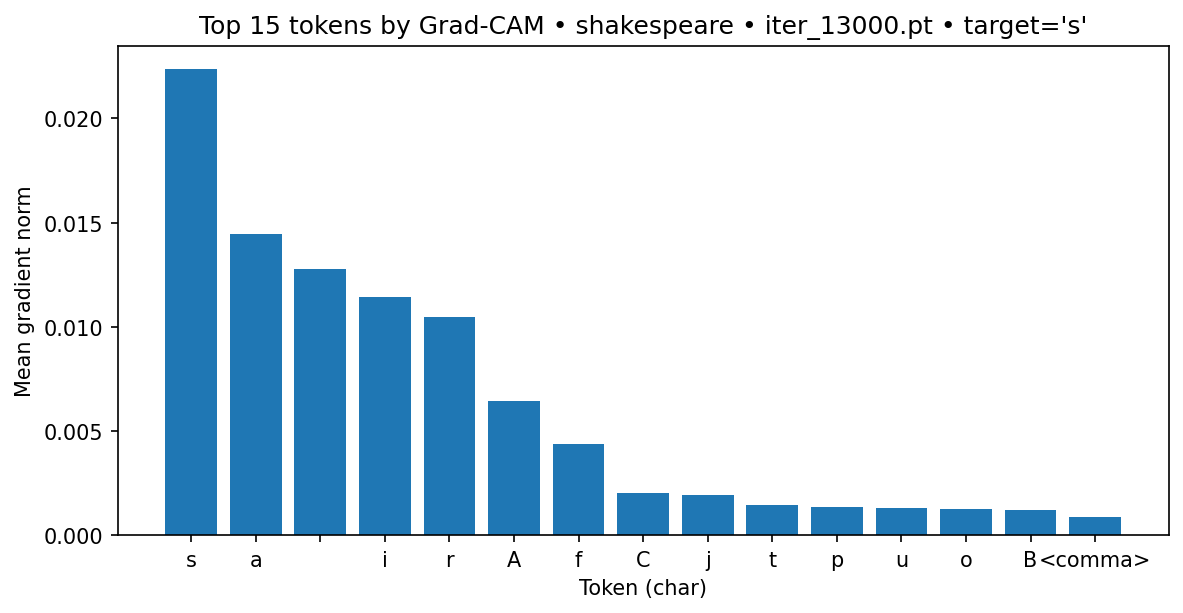 Top 15 tokens by Grad-CAM • shakespeare • iter_13000.pt • target='s'
Mean gradient norm
0.020
0.015
0.010
0.005
0.000
s a i r A f C j t p u o B <comma>
Token (char)